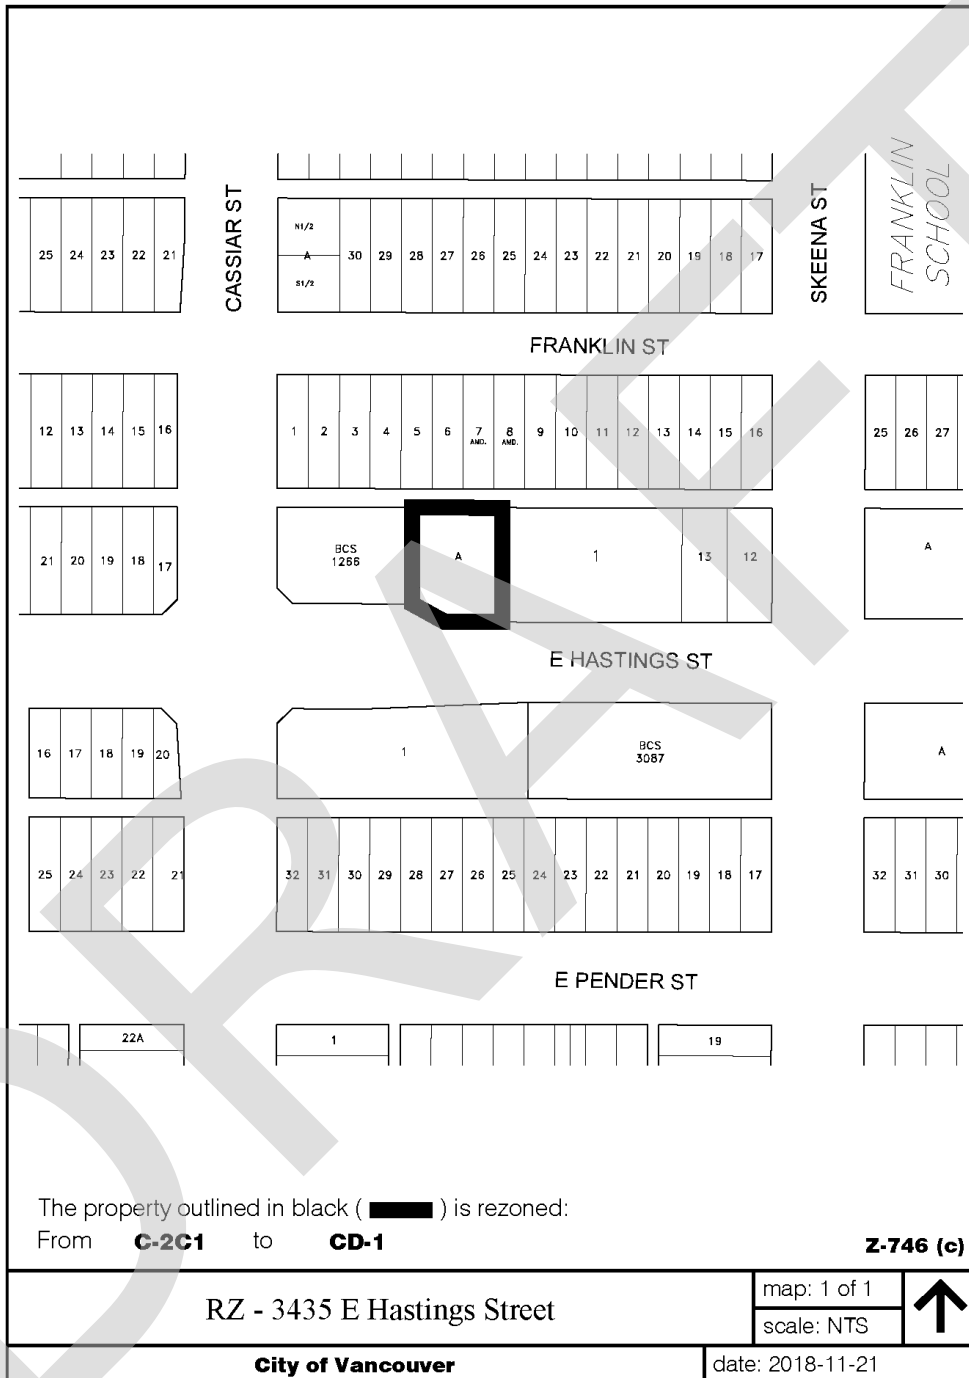 CASSIAR ST
SKEENA ST
FRANKLIN
SCHOOL
N1/2
25 24 23 22 21
A 30 29 28 27 26 25 24 23 22 21 20 19 18 17
S1/2
FRANKLIN ST
12 13 14 15 16
1 2 3 4 5 6 7 8 9 10 11 12 13 14 15 16
AMD. AMD.
25 26 27
21 20 19 18 17
BCS
1266
A
1
13 12
A
E HASTINGS ST
16 17 18 19 20
1
BCS
3087
A
25 24 23 22 21
32 31 30 29 28 27 26 25 24 23 22 21 20 19 18 17
32 31 30
E PENDER ST
22A
1
19
DRAFT
The property outlined in black ( ) is rezoned:
From C-2C1 to CD-1
Z-746 (c)
RZ - 3435 E Hastings Street
map: 1 of 1
scale: NTS
City of Vancouver
date: 2018-11-21